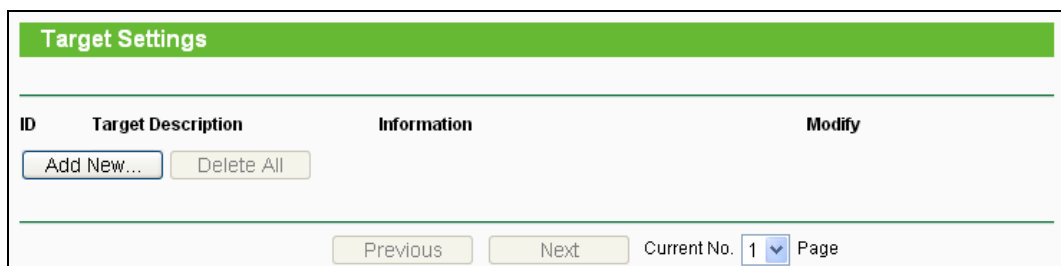 Target Settings
ID Target Description Information Modify
Add New... Delete All
Previous Next Current No. 1 Page